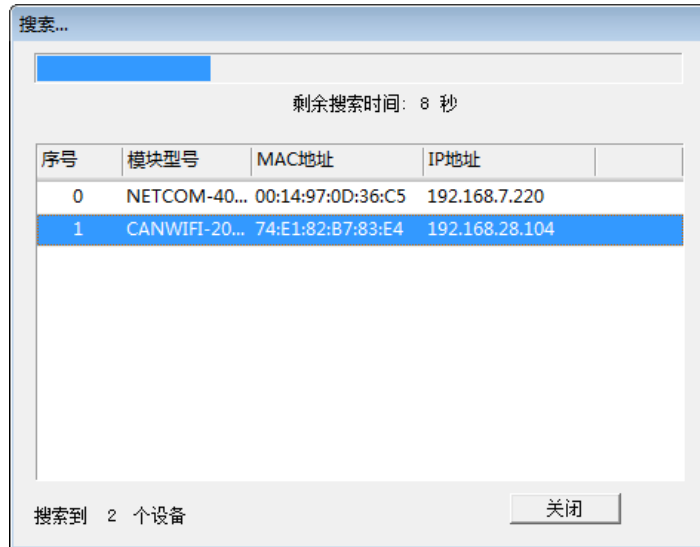 搜索...
剩余搜索时间: 8 秒
序号 模块型号 MAC地址 IP地址
0 NETCOM-40... 00:14:97:0D:36:C5 192.168.7.220
1 CANWIFI-20... 74:E1:82:B7:83:E4 192.168.28.104
搜索到 2 个设备 关闭